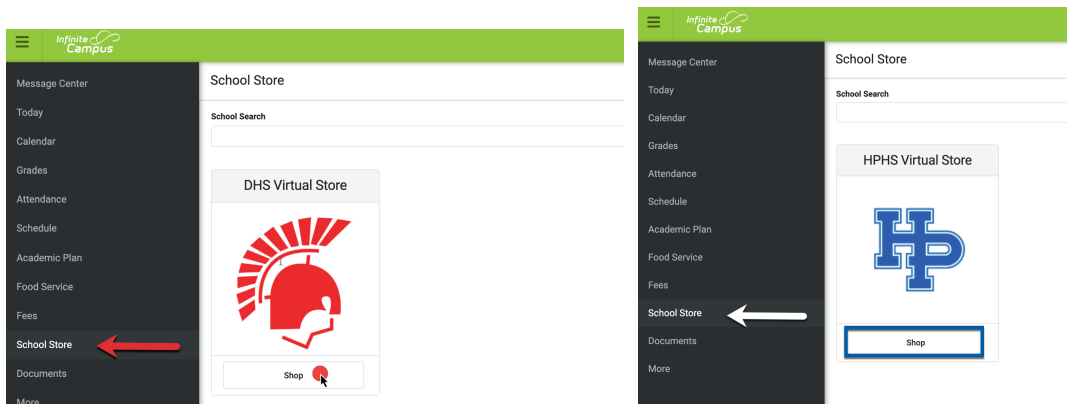 Infinite
Campus
Message Center
Today
Calendar
Grades
Attendance
Schedule
Academic Plan
Food Service
Fees
School Store
Documents
More
School Store
School Search
DHS Virtual Store
Shop
Infinite
Campus
Message Center
Today
Calendar
Grades
Attendance
Schedule
Academic Plan
Food Service
Fees
School Store
Documents
More
School Store
School Search
HPHS Virtual Store
HP
Shop